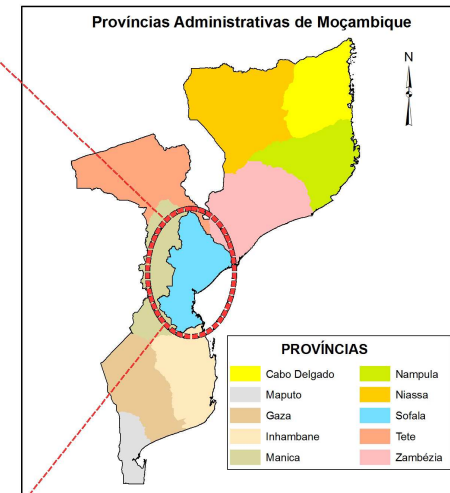 Províncias Administrativas de Moçambique
N
PROVÍNCIAS
Cabo Delgado
Nampula
Maputo
Niassa
Gaza
Sofala
Inhambane
Tete
Manica
Zambézia